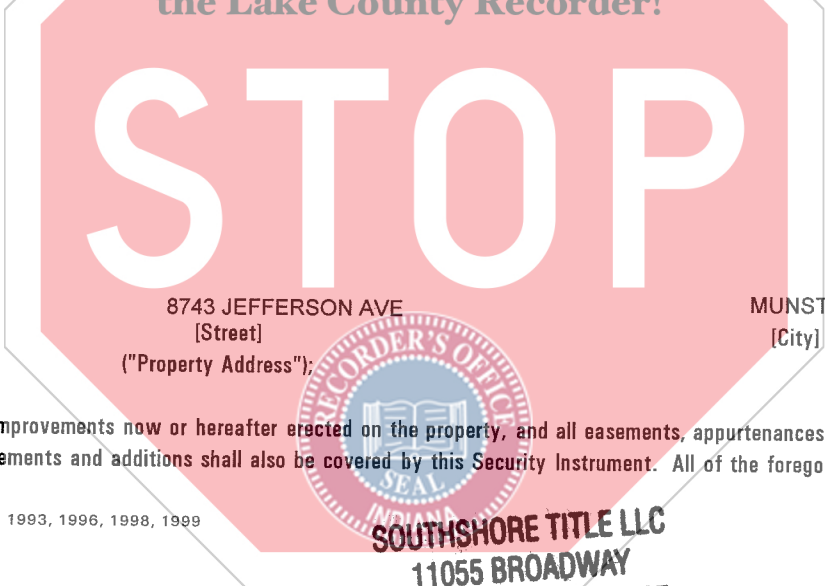 the Lake County Recorder!
STOP
8743 JEFFERSON AVE MUNST
[Street] [City]
("Property Address");
RECORDER'S OFFICE
mprovements now or hereafter erected on the property, and all easements, appurtenances
ements and additions shall also be covered by this Security Instrument. All of the forego
SEAL
INDIANA
1993, 1996, 1998, 1999
SOUTHSHORE TITLE LLC
11055 BROADWAY